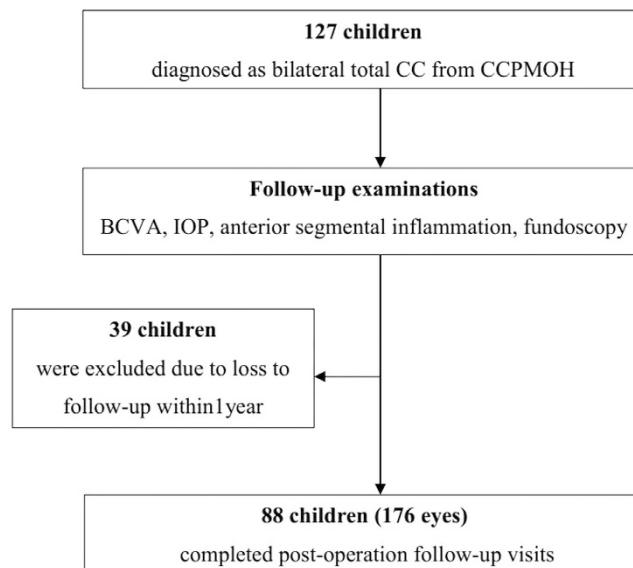 127 children
diagnosed as bilateral total CC from CCPMOH
Follow-up examinations
BCVA, IOP, anterior segmental inflammation, fundoscopy
39 children
were excluded due to loss to
follow-up within1year
88 children (176 eyes)
completed post-operation follow-up visits